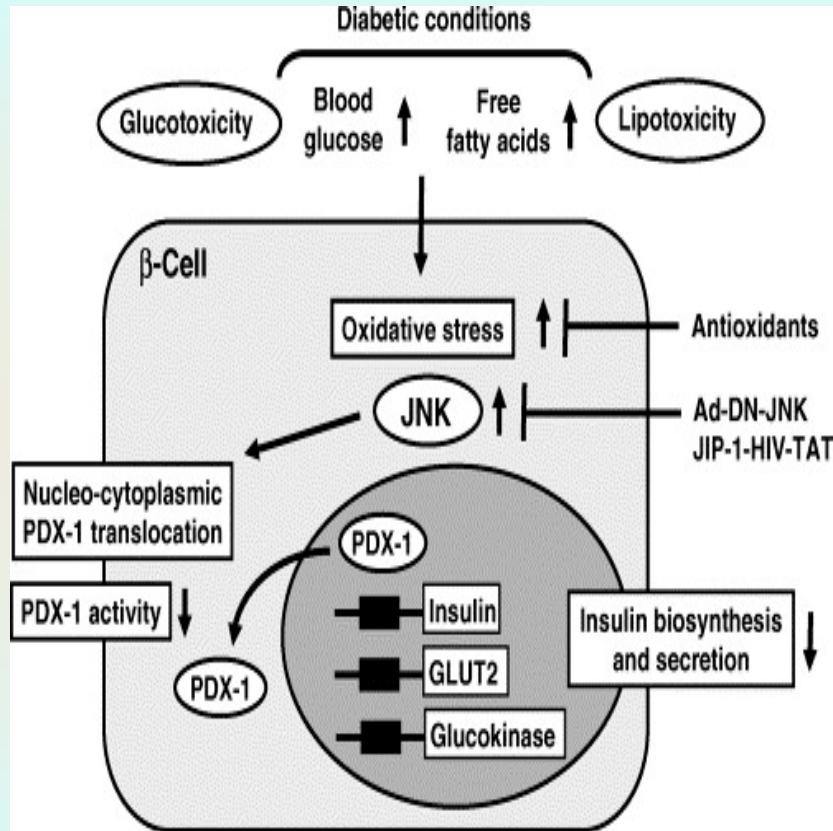 Diabetic conditions
Glucotoxicity
Blood
glucose
Free
fatty acids
Lipotoxicity
β-Cell
Oxidative stress
Antioxidants
JNK
Ad-DN-JNK
JIP-1-HIV-TAT
Nucleo-cytoplasmic
PDX-1 translocation
PDX-1
PDX-1 activity
Insulin
Insulin biosynthesis
and secretion
GLUT2
PDX-1
Glucokinase